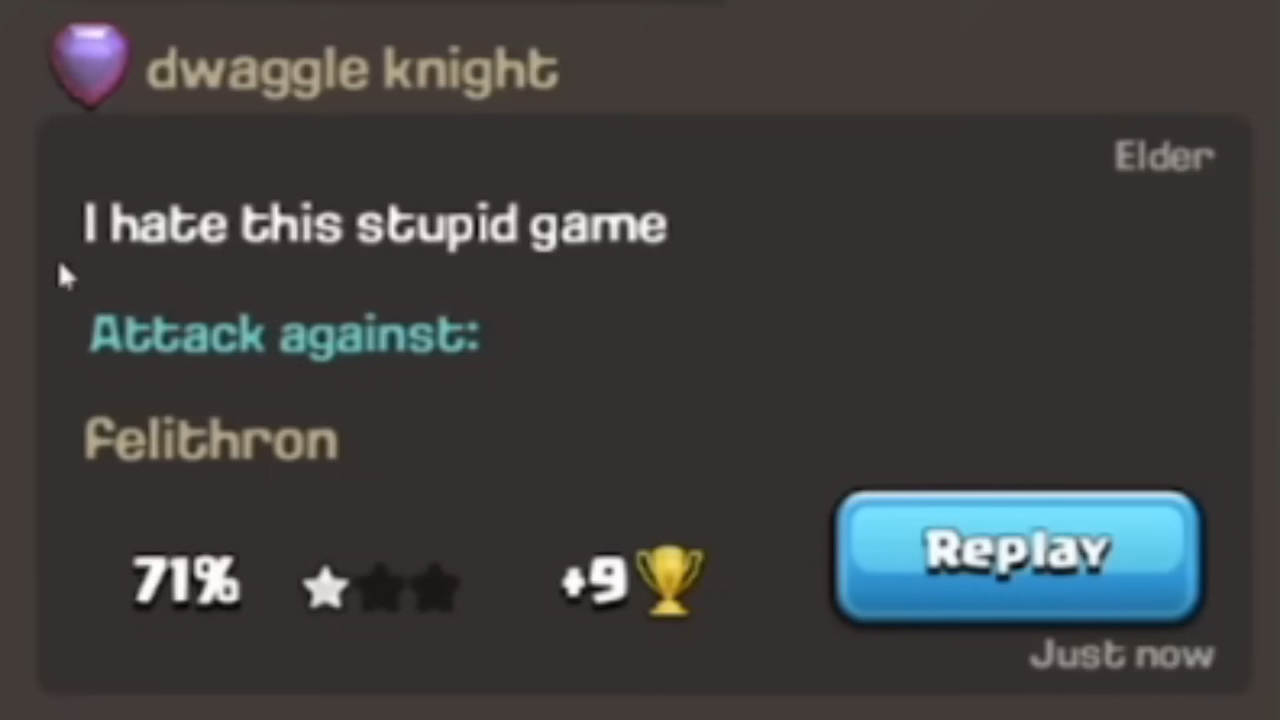 dwaggle knight
Elder
I hate this stupid game
Attack against:
felithron
71% +9
Replay
Just now